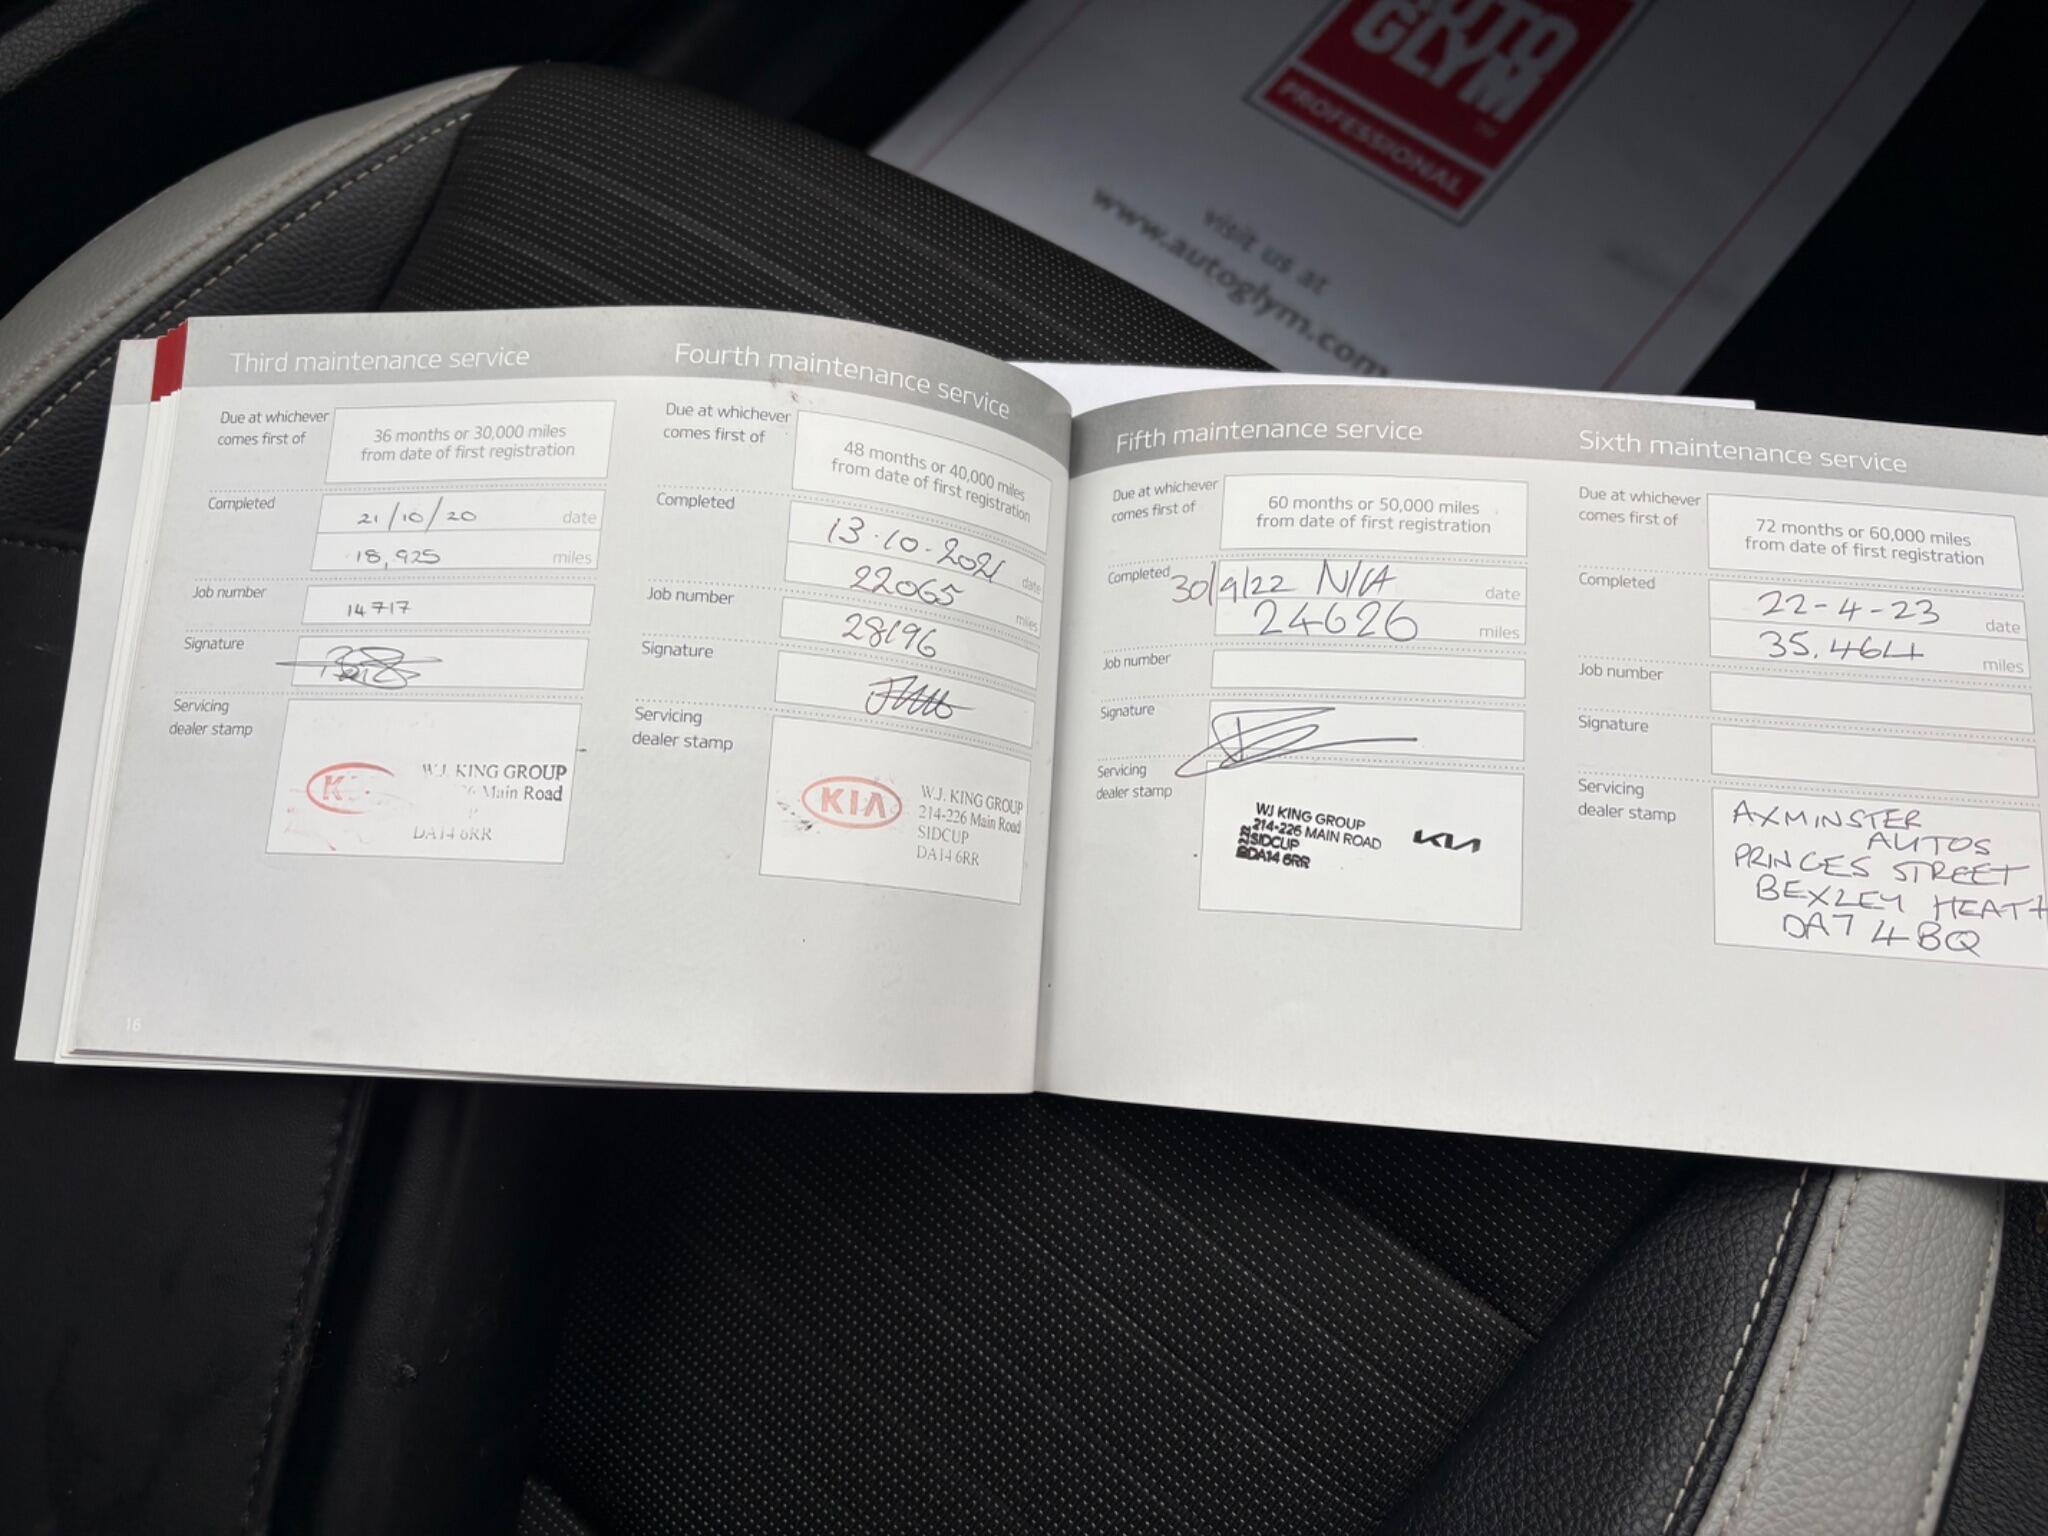 AUTO
GLYM
PROFESSIONAL
visit us at
www.autoglym.com
Third maintenance service
Due at whichever
comes first of
36 months or 30,000 miles
from date of first registration
Completed
21/10/20 date
18,925 miles
Job number
14717
Signature
Servicing
dealer stamp
W.J. KING GROUP
Main Road
DA14 6RR
16
Fourth maintenance service
Due at whichever
comes first of
48 months or 40,000 miles
from date of first registration
Completed
13.10.2021 date
22065 miles
Job number
28196
Signature
Servicing
dealer stamp
KIA
W.J. KING GROUP
214-226 Main Road
SIDCUP
DA14 6RR
Fifth maintenance service
Due at whichever
comes first of
60 months or 50,000 miles
from date of first registration
Completed
30/9/22 N/A date
24626 miles
Job number
Signature
Servicing
dealer stamp
WJ KING GROUP
214-226 MAIN ROAD
SIDCUP
DA14 6RR
KIA
Sixth maintenance service
Due at whichever
comes first of
72 months or 60,000 miles
from date of first registration
Completed
22-4-23 date
35.464 miles
Job number
Signature
Servicing
dealer stamp
AXMINSTER
AUTOS
PRINCES STREET
BEXLEY HEATH
DA7 4BQ